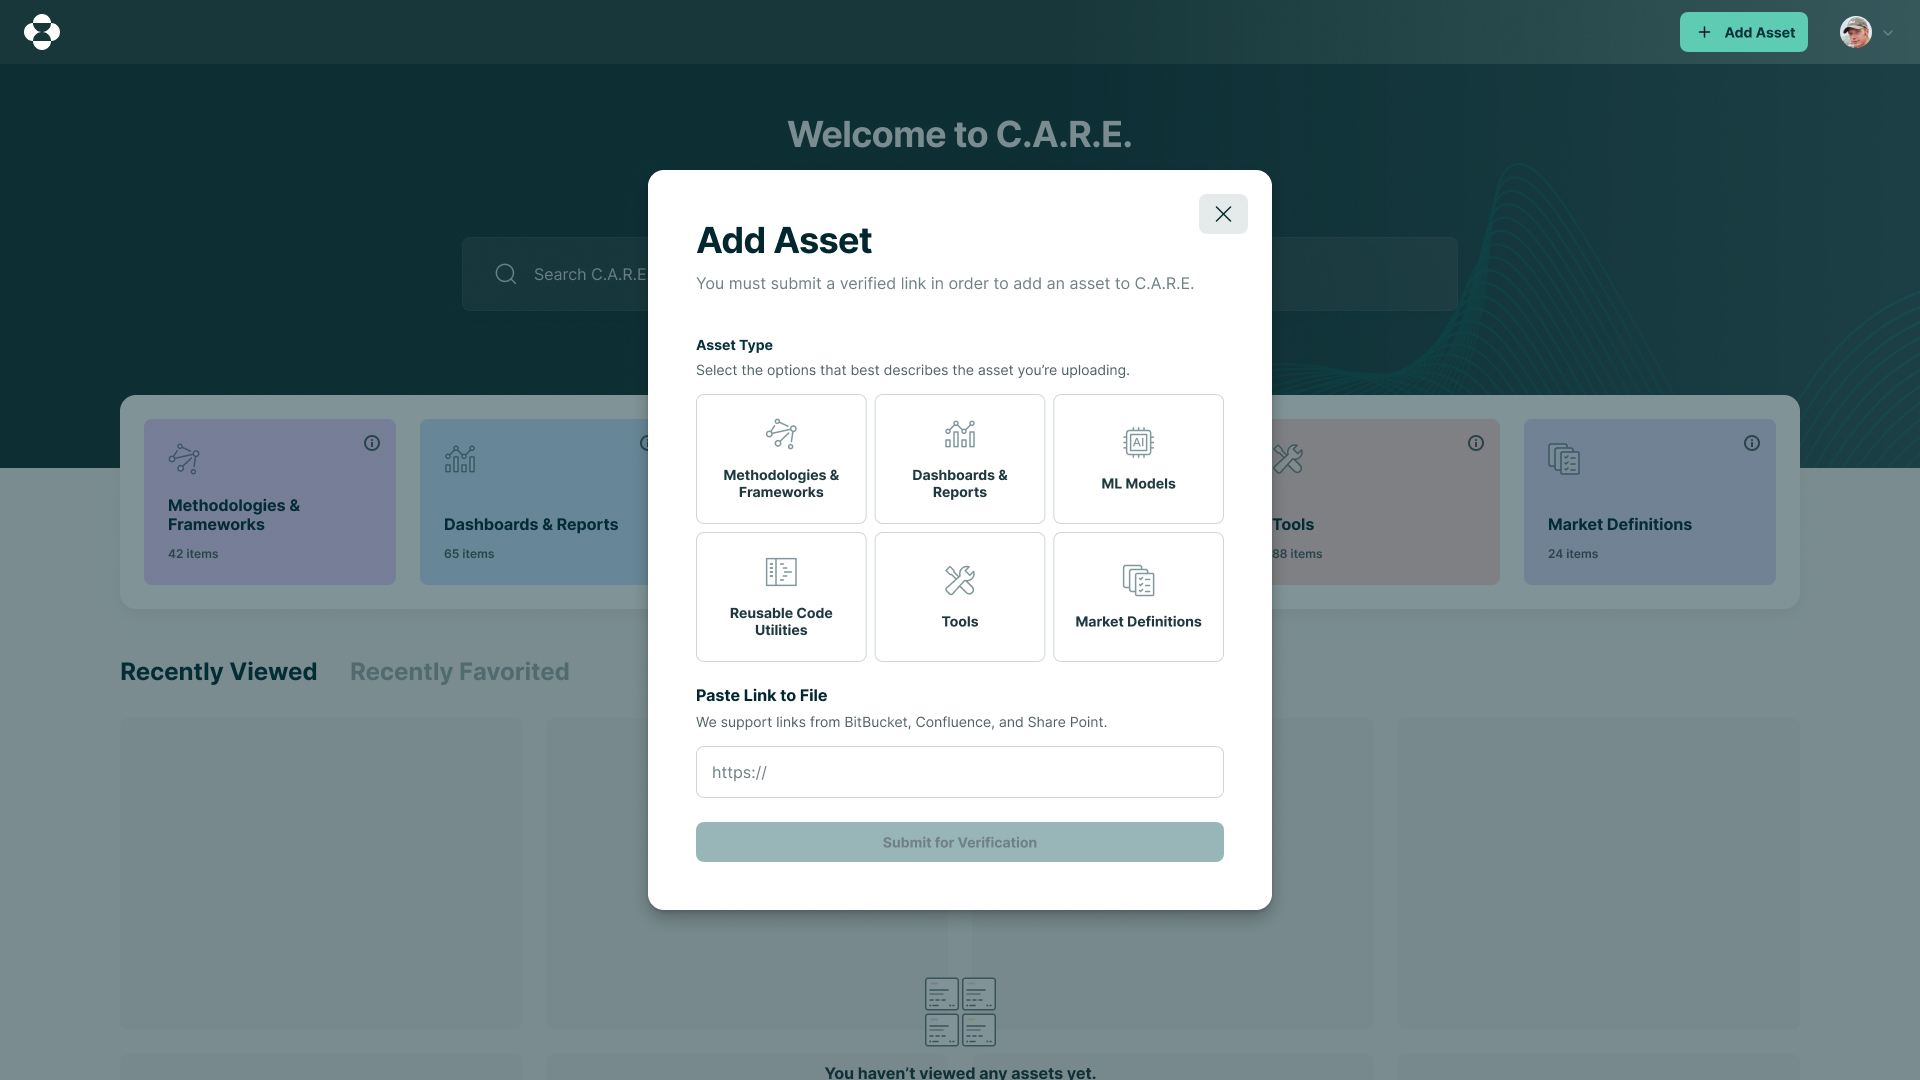 Add Asset
Welcome to C.A.R.E.
Search C.A.R.E
Add Asset
You must submit a verified link in order to add an asset to C.A.R.E.
Asset Type
Select the options that best describes the asset you’re uploading.
Methodologies &
Frameworks
Dashboards &
Reports
AI
ML Models
Reusable Code
Utilities
Tools
Market Definitions
Paste Link to File
We support links from BitBucket, Confluence, and Share Point.
https://
Submit for Verification
Methodologies &
Frameworks
42 items
Dashboards & Reports
65 items
Tools
88 items
Market Definitions
24 items
Recently Viewed
Recently Favorited
You haven’t viewed any assets yet.